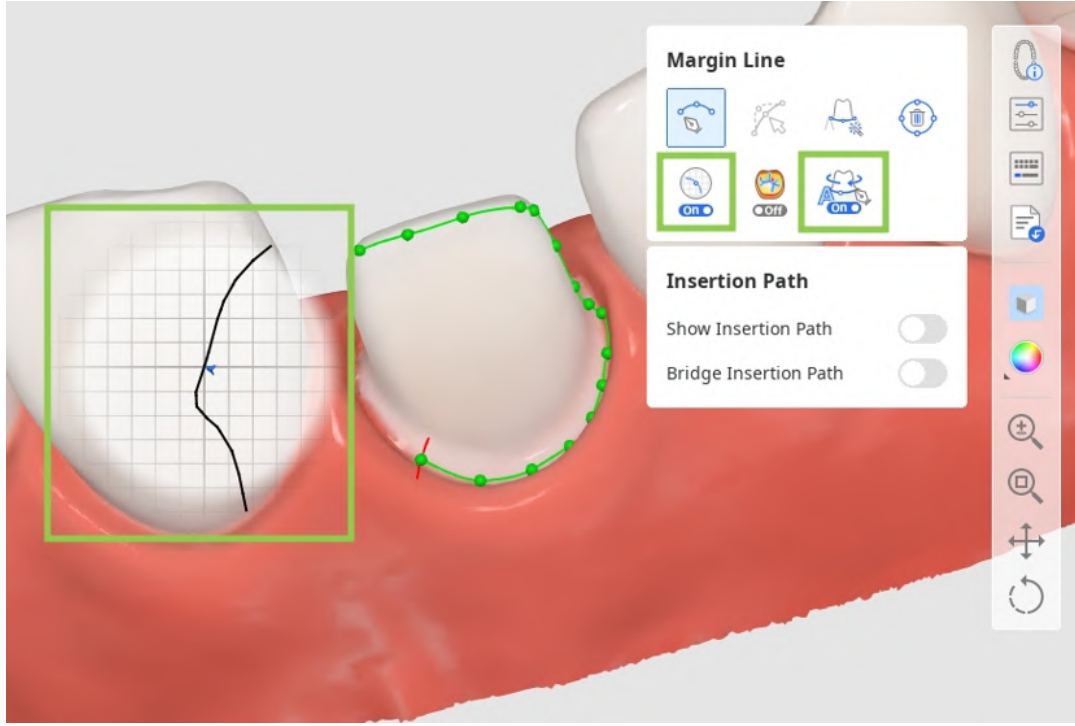 Margin Line
On
Off
A
On
Insertion Path
Show Insertion Path
Bridge Insertion Path